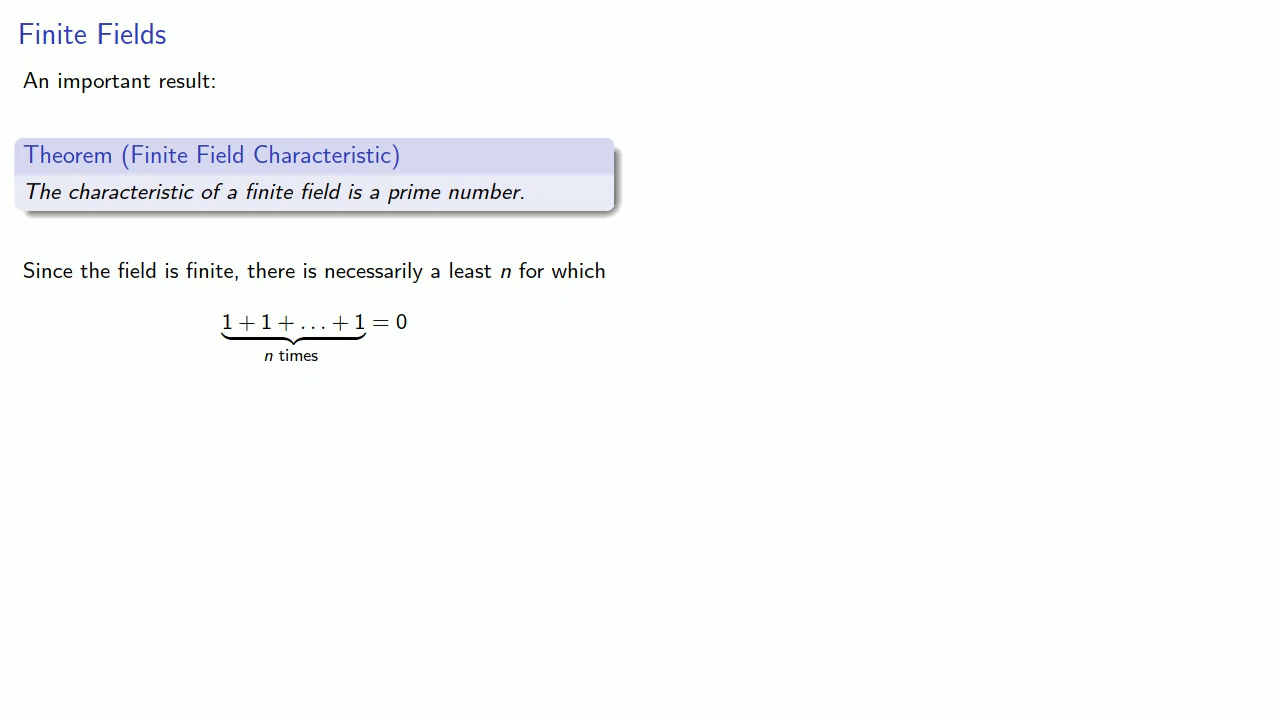 Finite Fields
An important result:
Theorem (Finite Field Characteristic)
The characteristic of a finite field is a prime number.
Since the field is finite, there is necessarily a least n for which
1 + 1 + … + 1 = 0
n times